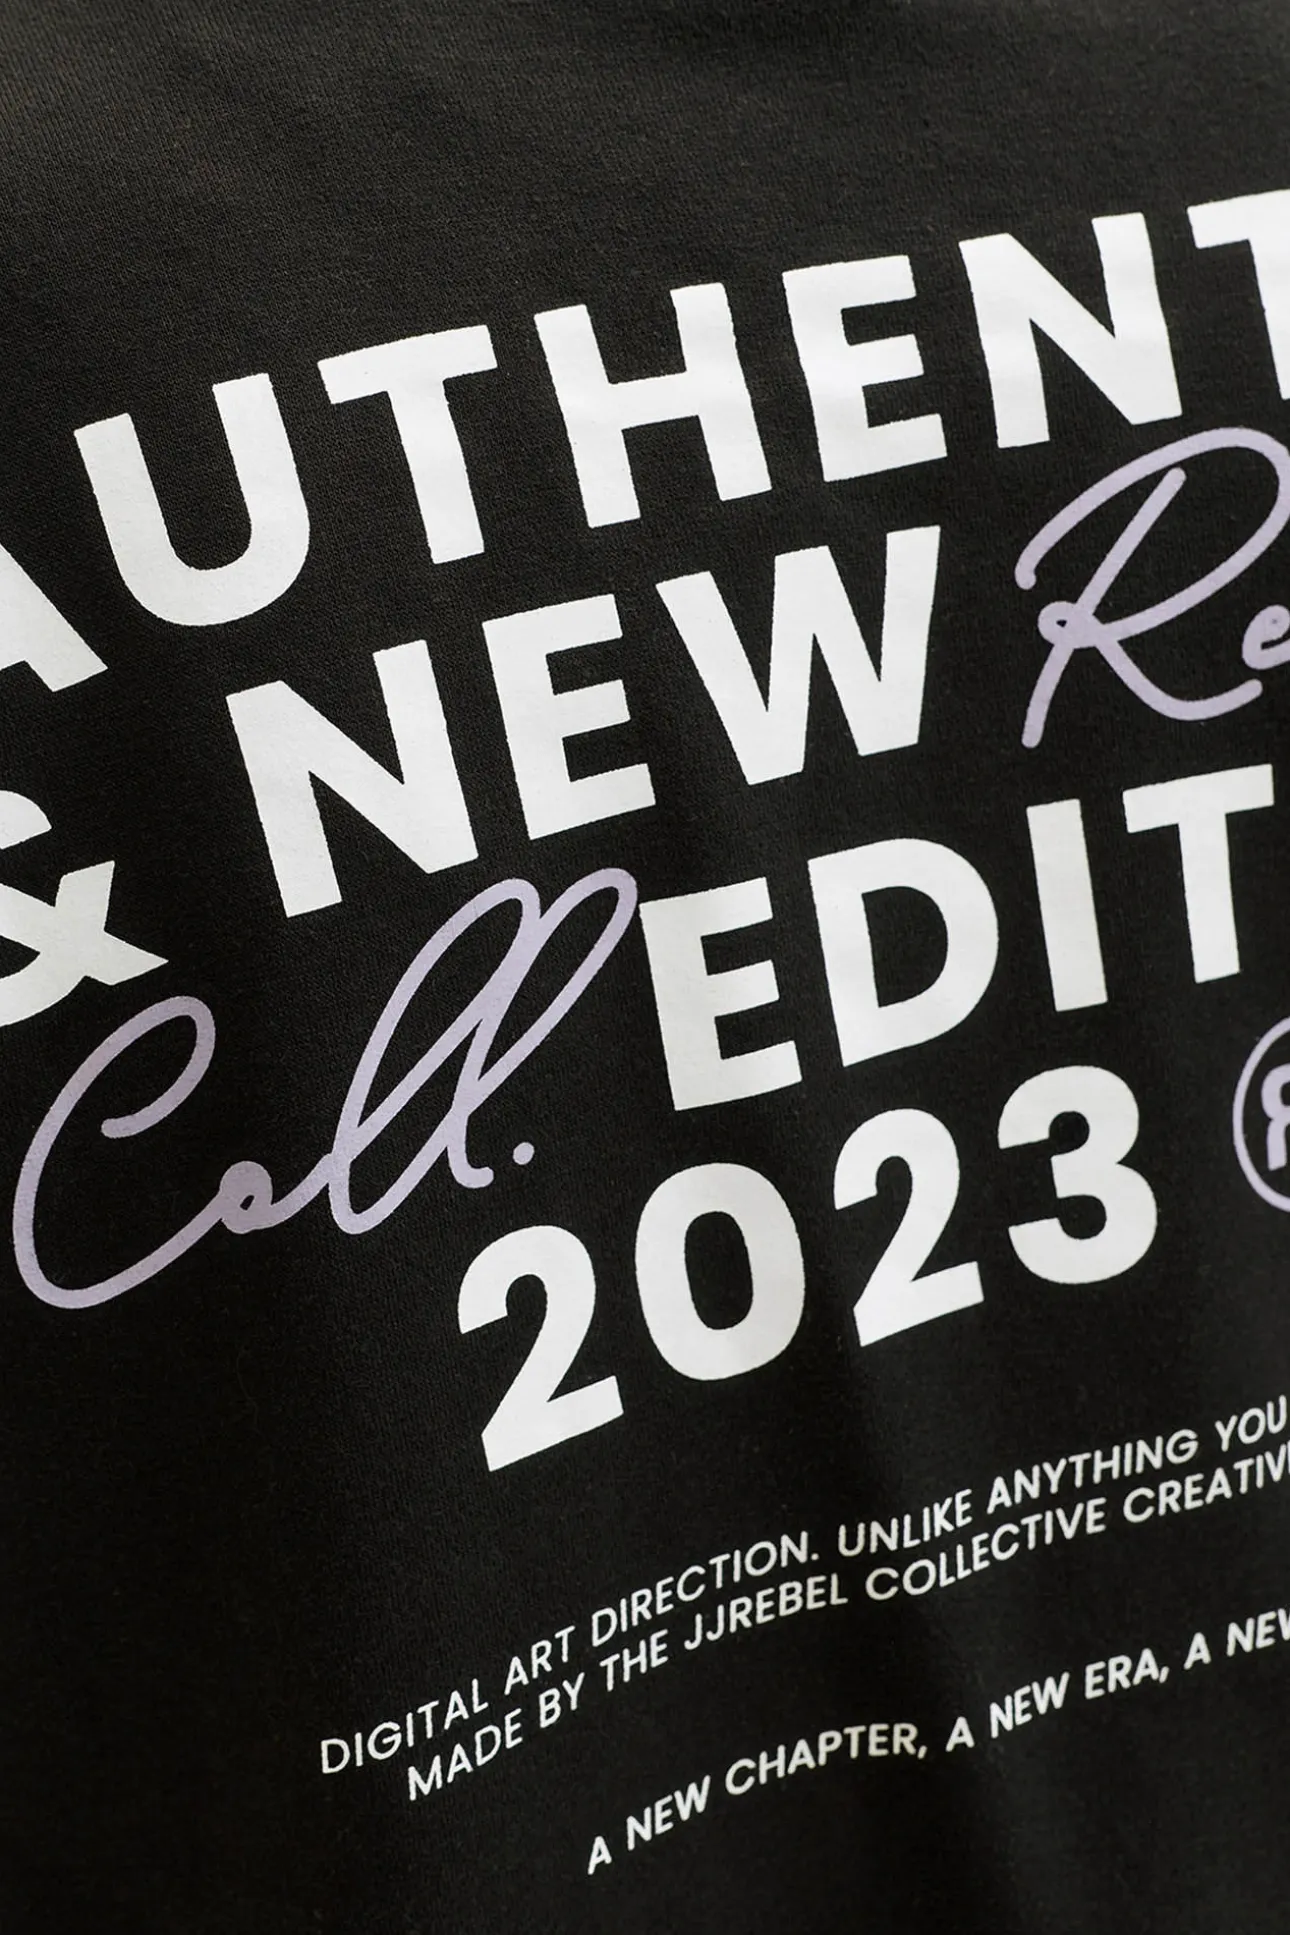 AUTHENT
& NEW Re
Coll. EDIT
2023 R
DIGITAL ART DIRECTION. UNLIKE ANYTHING YOU
MADE BY THE JJREBEL COLLECTIVE CREATIV
A NEW CHAPTER, A NEW ERA, A NEW